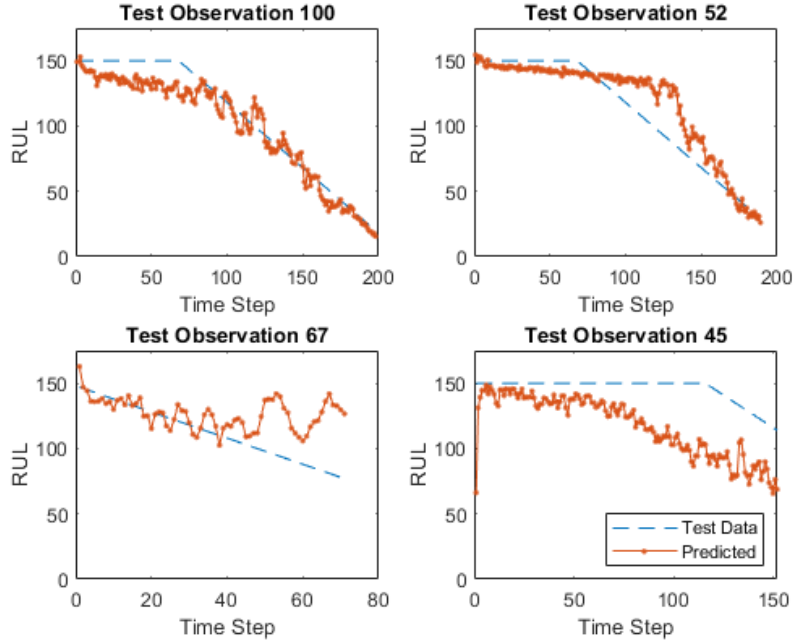 Test Observation 100
150
100
50
0
RUL
0 50 100 150 200
Time Step
Test Observation 52
150
100
50
0
RUL
0 50 100 150 200
Time Step
Test Observation 67
150
100
50
0
RUL
0 20 40 60 80
Time Step
Test Observation 45
150
100
50
0
RUL
0 50 100 150
Time Step
Test Data
Predicted